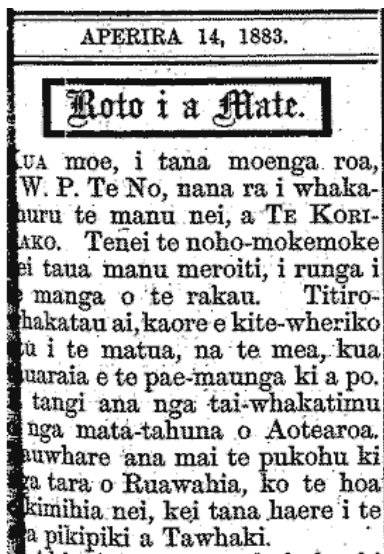 APERIRA 14, 1883.
Roto i a Mate.
UA moe, i tana moenga roa,
W. P. Te No, nana ra i whaka-
huru te manu nei, a TE KORI-
AKO. Tenei te noho-mokemoke
ei taua manu meroiti, i runga i
e manga o te rakau. Titiro-
hakatau ai, kaore e kite-wheriko
tu i te matua, na te mea, kua
uaraia e te pae-maunga ki a po.
tangi ana nga tai-whakatimu
nga mata-tahuna o Aotearoa.
auwhare ana mai te pukohu ki
ga tara o Ruawahia, ko te hoa
kimihia nei, kei tana haere i te
a pikipiki a Tawhaki.